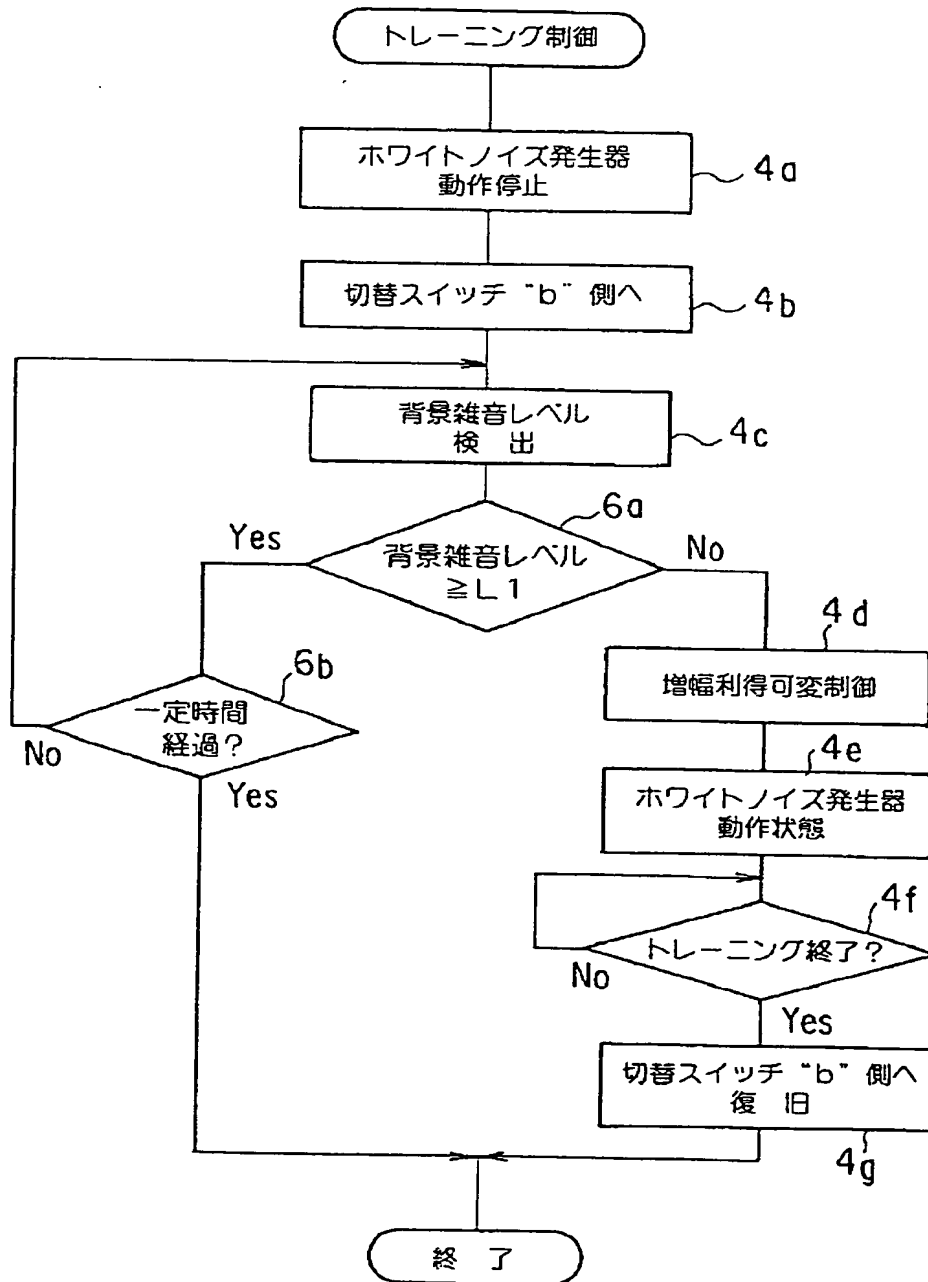 トレーニング制御
ホワイトノイズ発生器
動作停止
4a
切替スイッチ "b" 側へ
4b
背景雑音レベル
検 出
4c
6a
Yes
背景雑音レベル
≧L1
No
4d
増幅利得可変制御
6b
一定時間
経過?
No
Yes
4e
ホワイトノイズ発生器
動作状態
4f
トレーニング終了?
No
Yes
切替スイッチ "b" 側へ
復 旧
4g
終 了